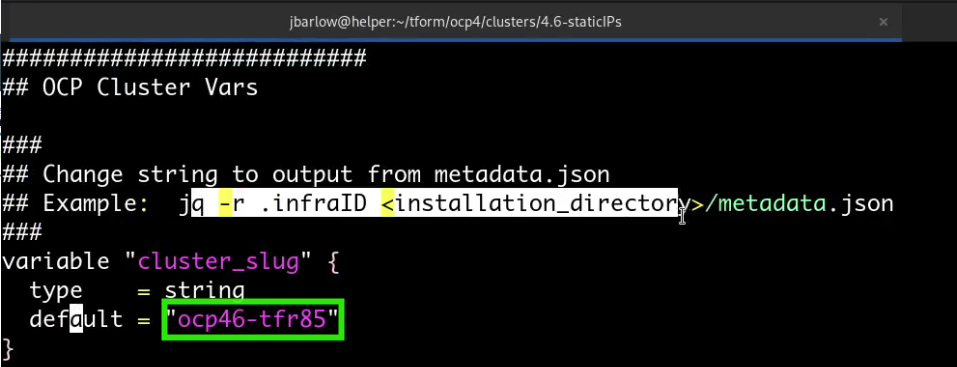 jbarlow@helper:~/tform/ocp4/clusters/4.6-staticIPs ×
###########################
## OCP Cluster Vars
###
## Change string to output from metadata.json
## Example:  jq -r .infraID <installation_directory>/metadata.json
###
variable "cluster_slug" {
  type    = string
  default = "ocp46-tfr85"
}